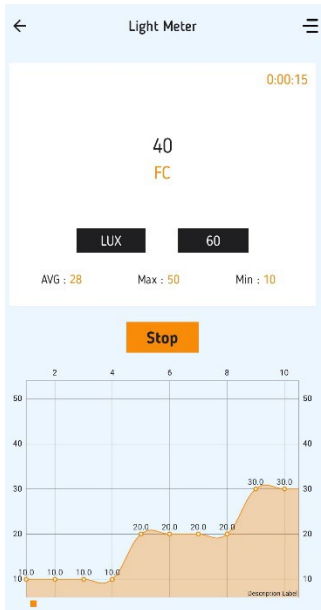 Light Meter
0:00:15
40
FC
LUX 60
AVG : 28 Max : 50 Min : 10
Stop
2 4 6 8 10
50 50
40 40
30.0 30.0
30 30
20.0 20.0 20.0 20.0
20 20
10.0 10.0 10.0 10.0
10 10
Description Label